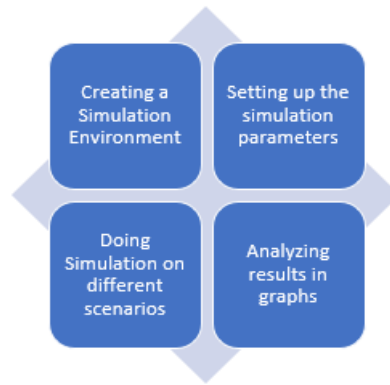 Creating a
Simulation
Environment
Setting up the
simulation
parameters
Doing
Simulation on
different
scenarios
Analyzing
results in
graphs